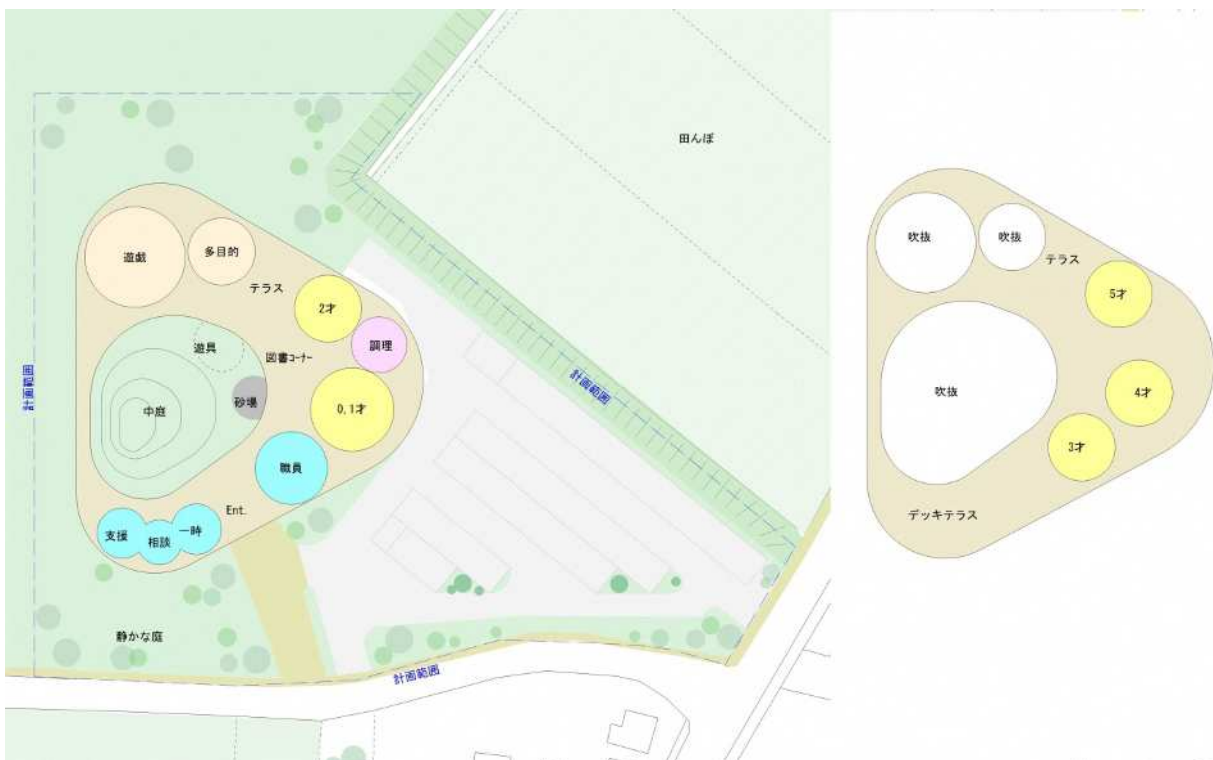 田んぼ
遊戯
多目的
テラス
2才
調理
遊具
図書コーナー
中庭
砂場
0,1才
職員
Ent.
支援
相談
一時
静かな庭
計画範囲
計画範囲
計画範囲
吹抜
吹抜
テラス
5才
吹抜
4才
3才
デッキテラス